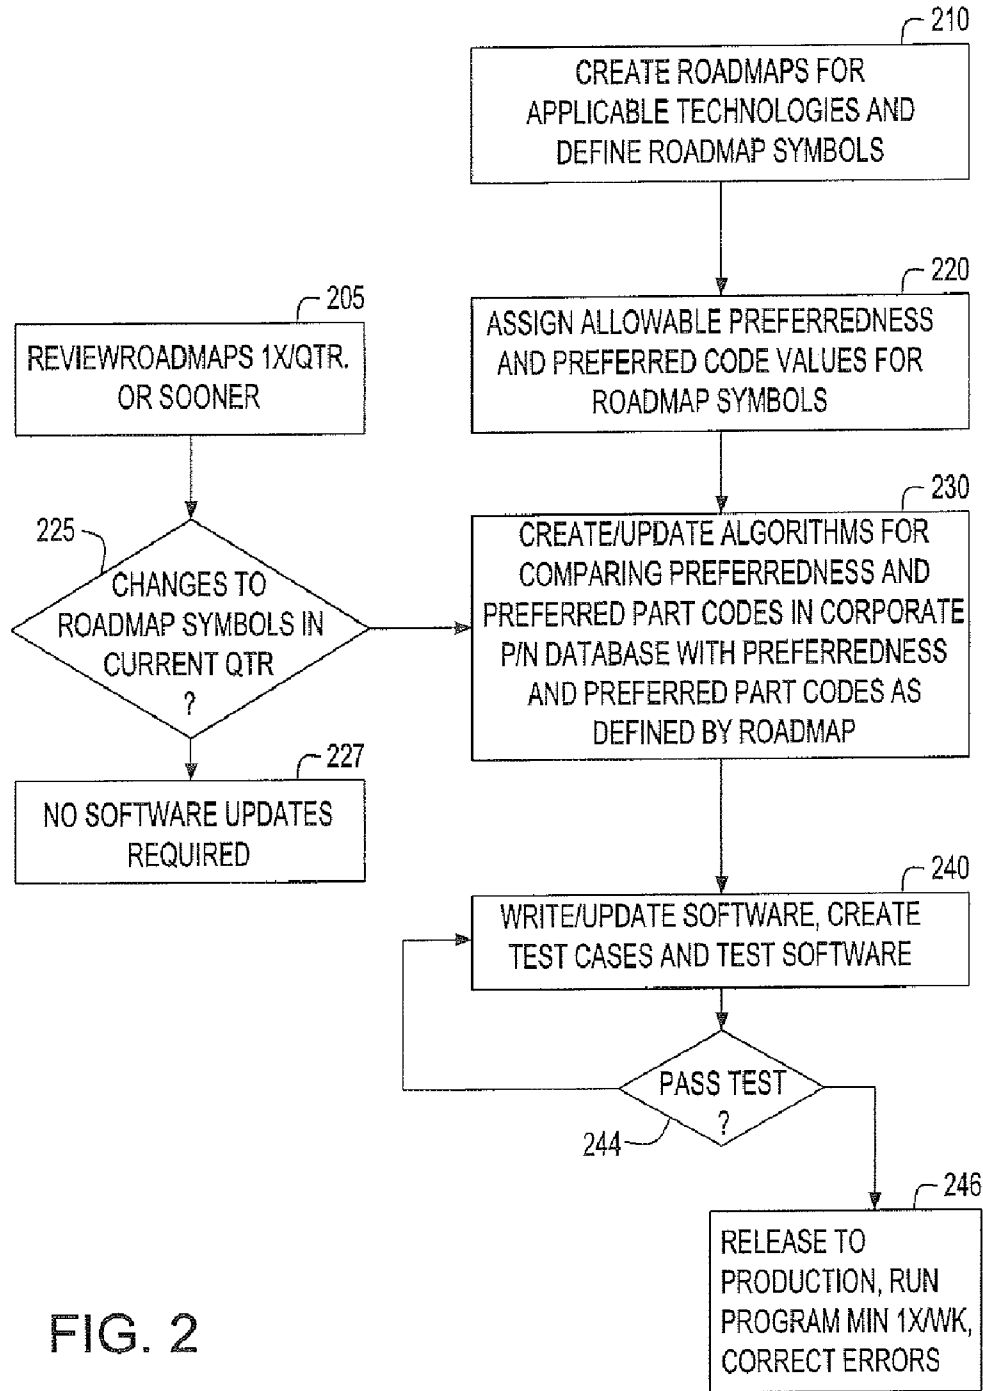 210
CREATE ROADMAPS FOR
APPLICABLE TECHNOLOGIES AND
DEFINE ROADMAP SYMBOLS
220
ASSIGN ALLOWABLE PREFERREDNESS
AND PREFERRED CODE VALUES FOR
ROADMAP SYMBOLS
205
REVIEWROADMAPS 1X/QTR.
OR SOONER
225
CHANGES TO
ROADMAP SYMBOLS IN
CURRENT QTR
?
227
NO SOFTWARE UPDATES
REQUIRED
230
CREATE/UPDATE ALGORITHMS FOR
COMPARING PREFERREDNESS AND
PREFERRED PART CODES IN CORPORATE
P/N DATABASE WITH PREFERREDNESS
AND PREFERRED PART CODES AS
DEFINED BY ROADMAP
240
WRITE/UPDATE SOFTWARE, CREATE
TEST CASES AND TEST SOFTWARE
PASS TEST
?
244
246
RELEASE TO
PRODUCTION, RUN
PROGRAM MIN 1X/WK,
CORRECT ERRORS
FIG. 2